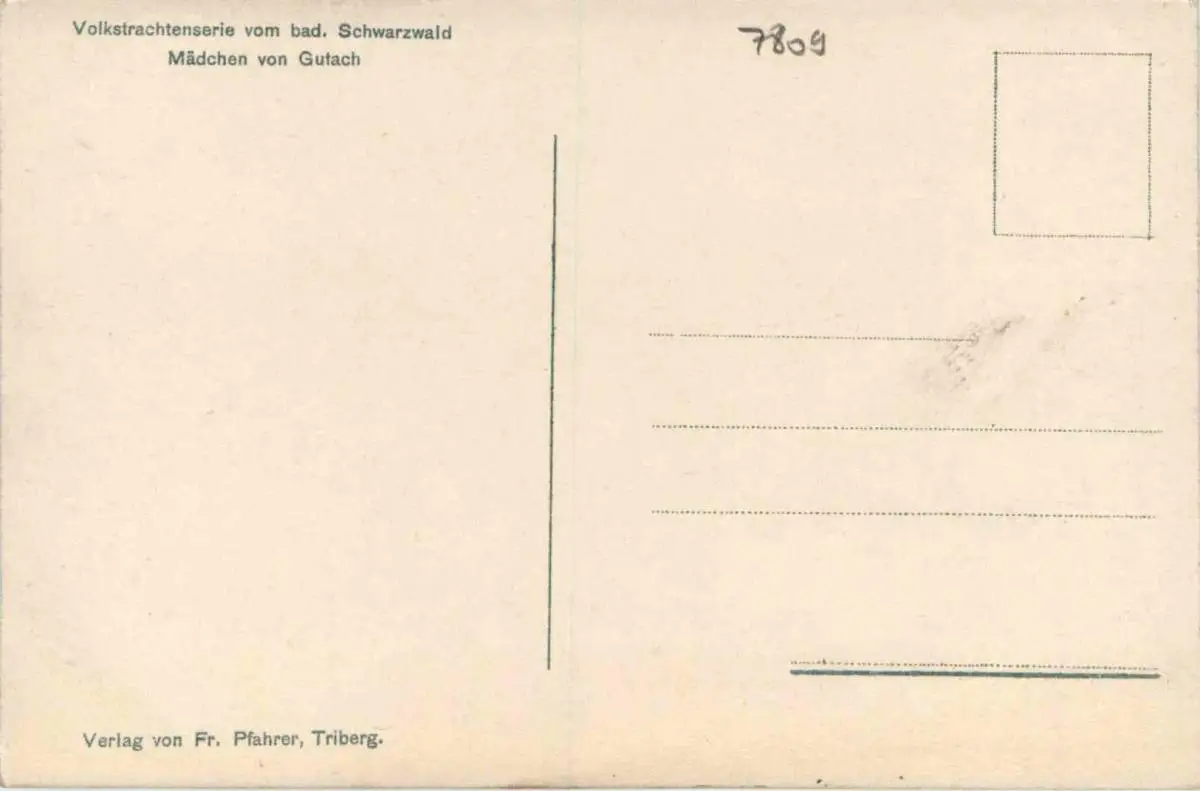 Volkstrachtenserie vom bad. Schwarzwald
Mädchen von Gutach
7809
Verlag von Fr. Pfahrer, Triberg.